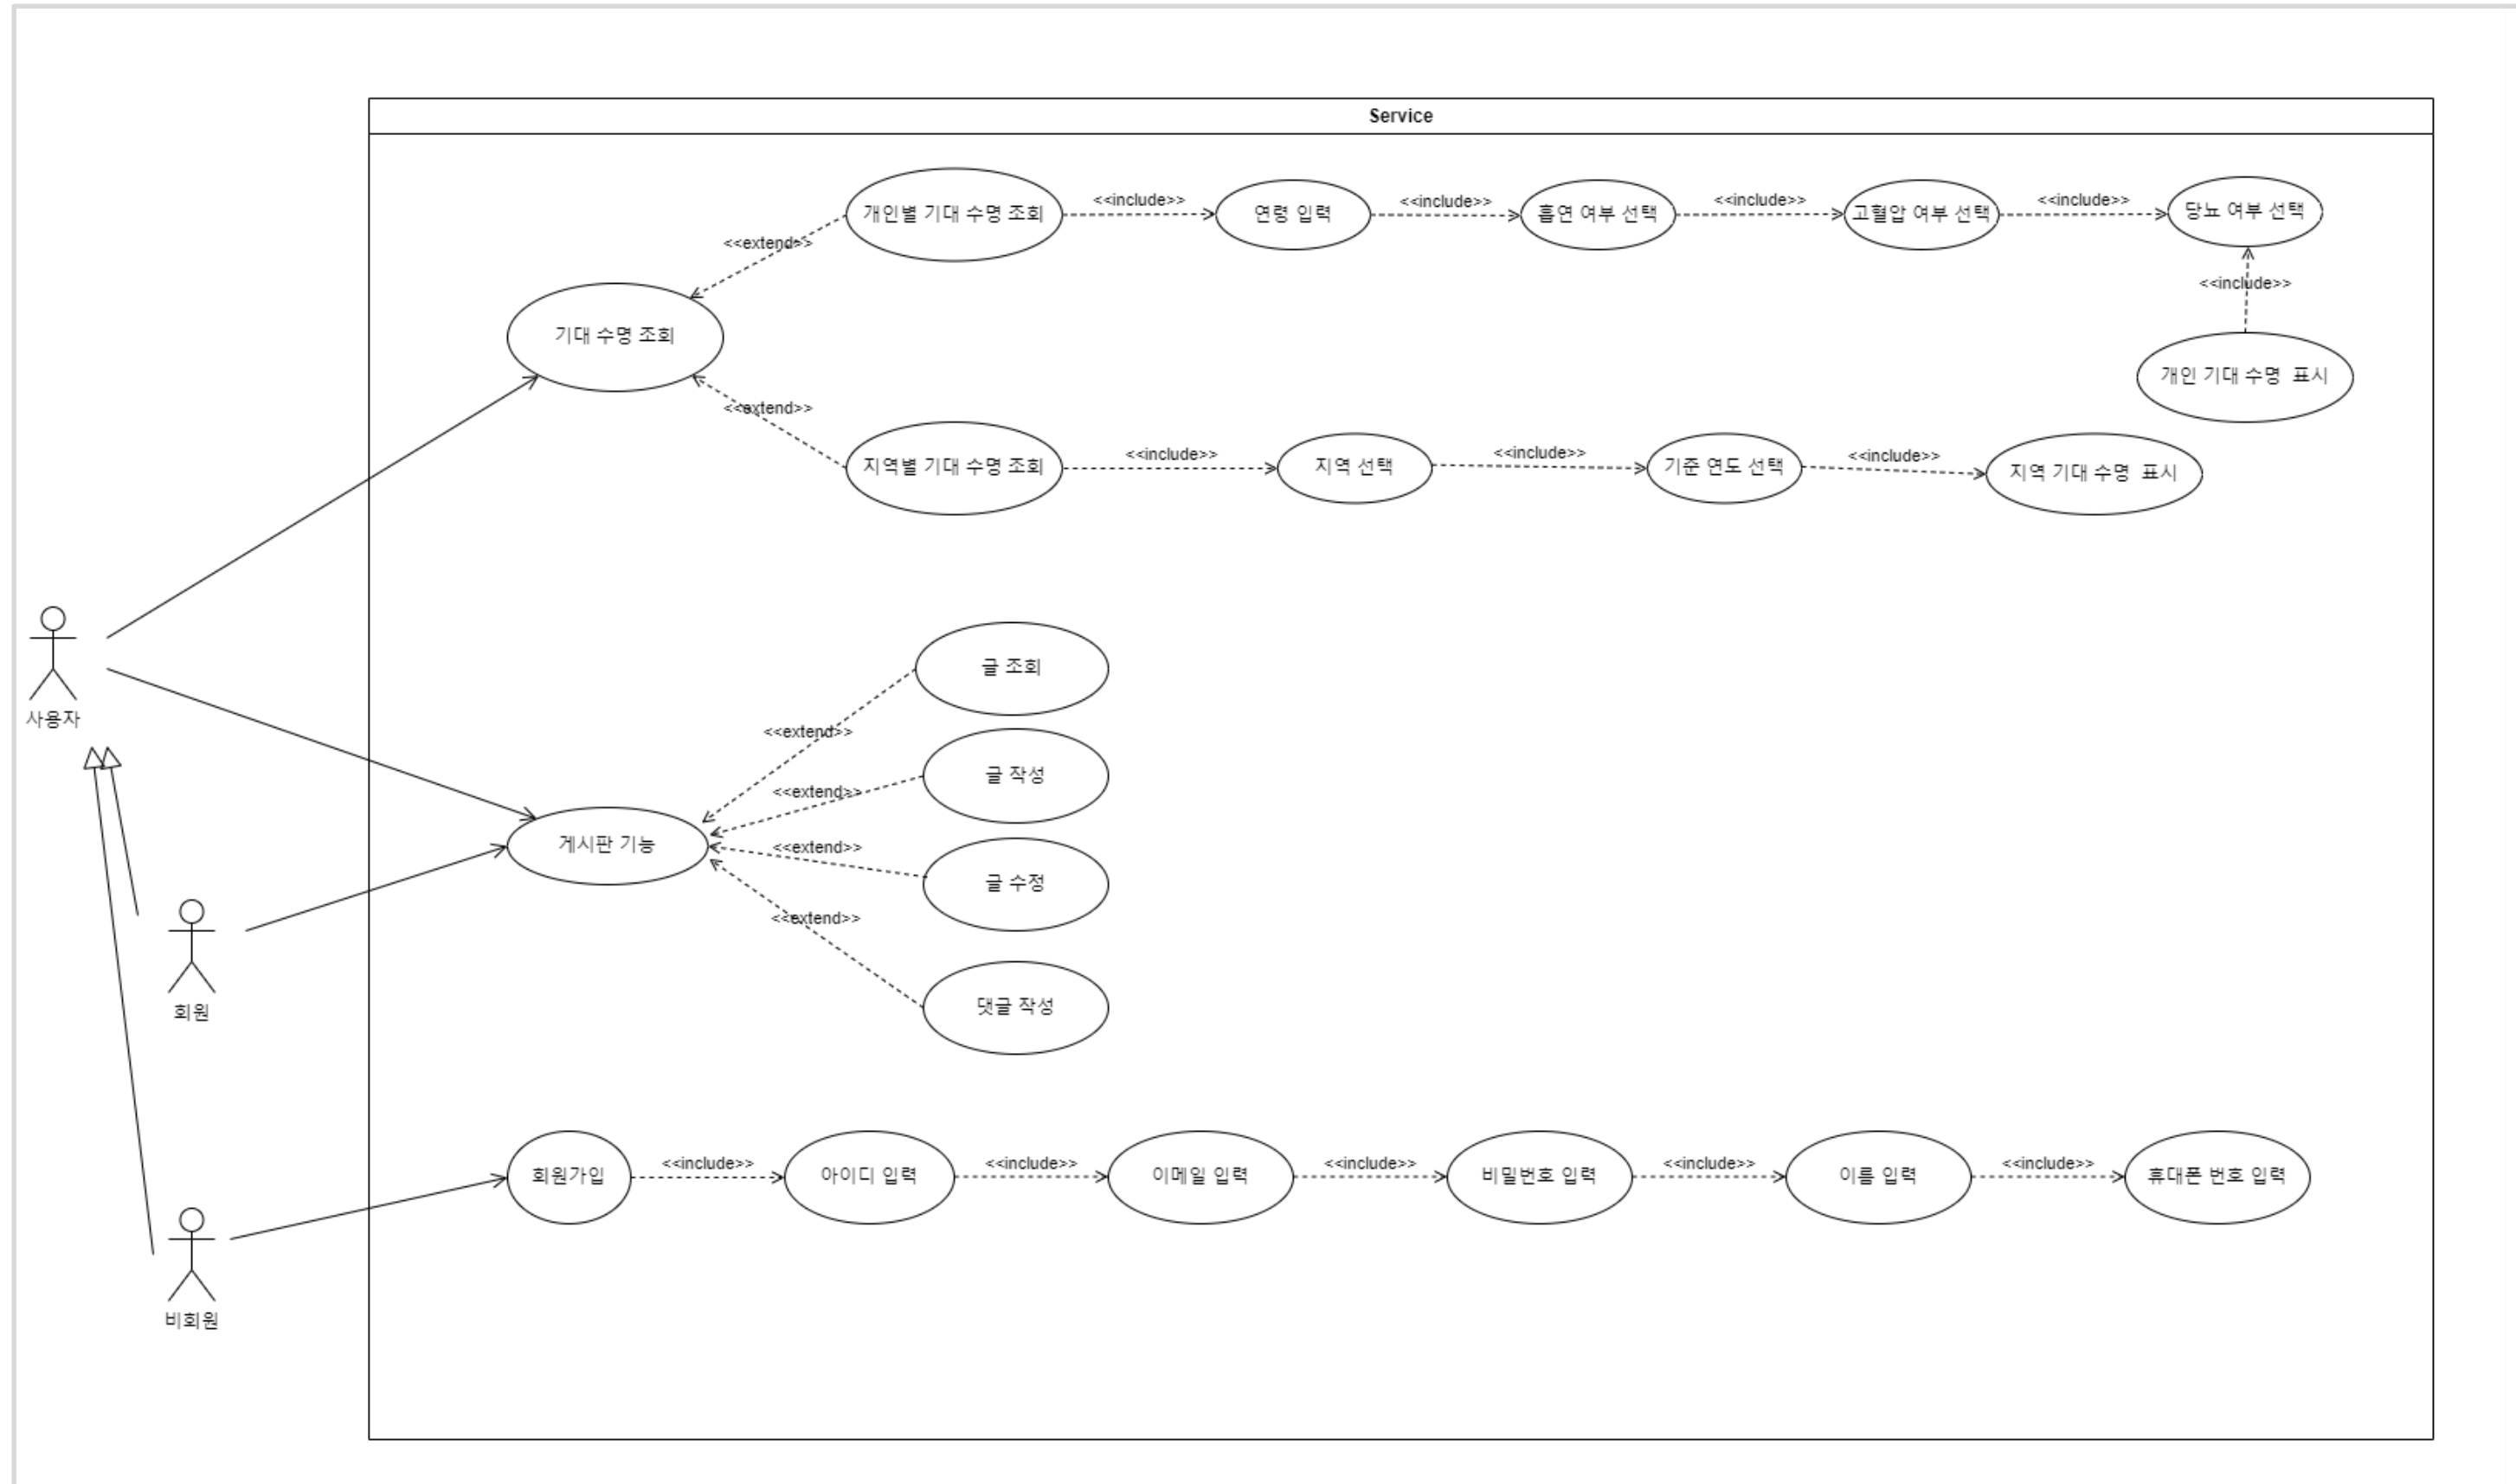 Service
개인별 기대 수명 조회
<<include>>
연령 입력
<<include>>
흡연 여부 선택
<<include>>
고혈압 여부 선택
<<include>>
당뇨 여부 선택
<<extend>>
<<include>>
기대 수명 조회
개인 기대 수명 표시
<<extend>>
지역별 기대 수명 조회
<<include>>
지역 선택
<<include>>
기준 연도 선택
<<include>>
지역 기대 수명 표시
사용자
글 조회
<<extend>>
글 작성
<<extend>>
게시판 기능
<<extend>>
글 수정
<<extend>>
댓글 작성
회원
회원가입
<<include>>
아이디 입력
<<include>>
이메일 입력
<<include>>
비밀번호 입력
<<include>>
이름 입력
<<include>>
휴대폰 번호 입력
비회원